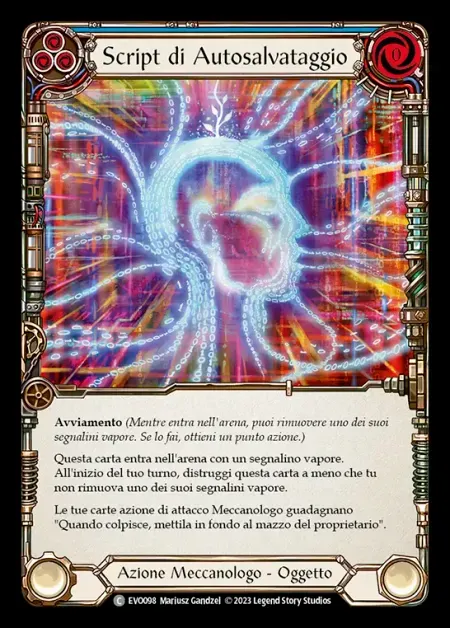 Script di Autosalvataggio
0
Avviamento (Mentre entra nell'arena, puoi rimuovere uno dei suoi
segnalini vapore. Se lo fai, ottieni un punto azione.)
Questa carta entra nell'arena con un segnalino vapore.
All'inizio del tuo turno, distruggi questa carta a meno che tu
non rimuova uno dei suoi segnalini vapore.
Le tue carte azione di attacco Meccanologo guadagnano
"Quando colpisce, mettila in fondo al mazzo del proprietario".
Azione Meccanologo - Oggetto
C EVO098 Mariusz Gandzel © 2023 Legend Story Studios